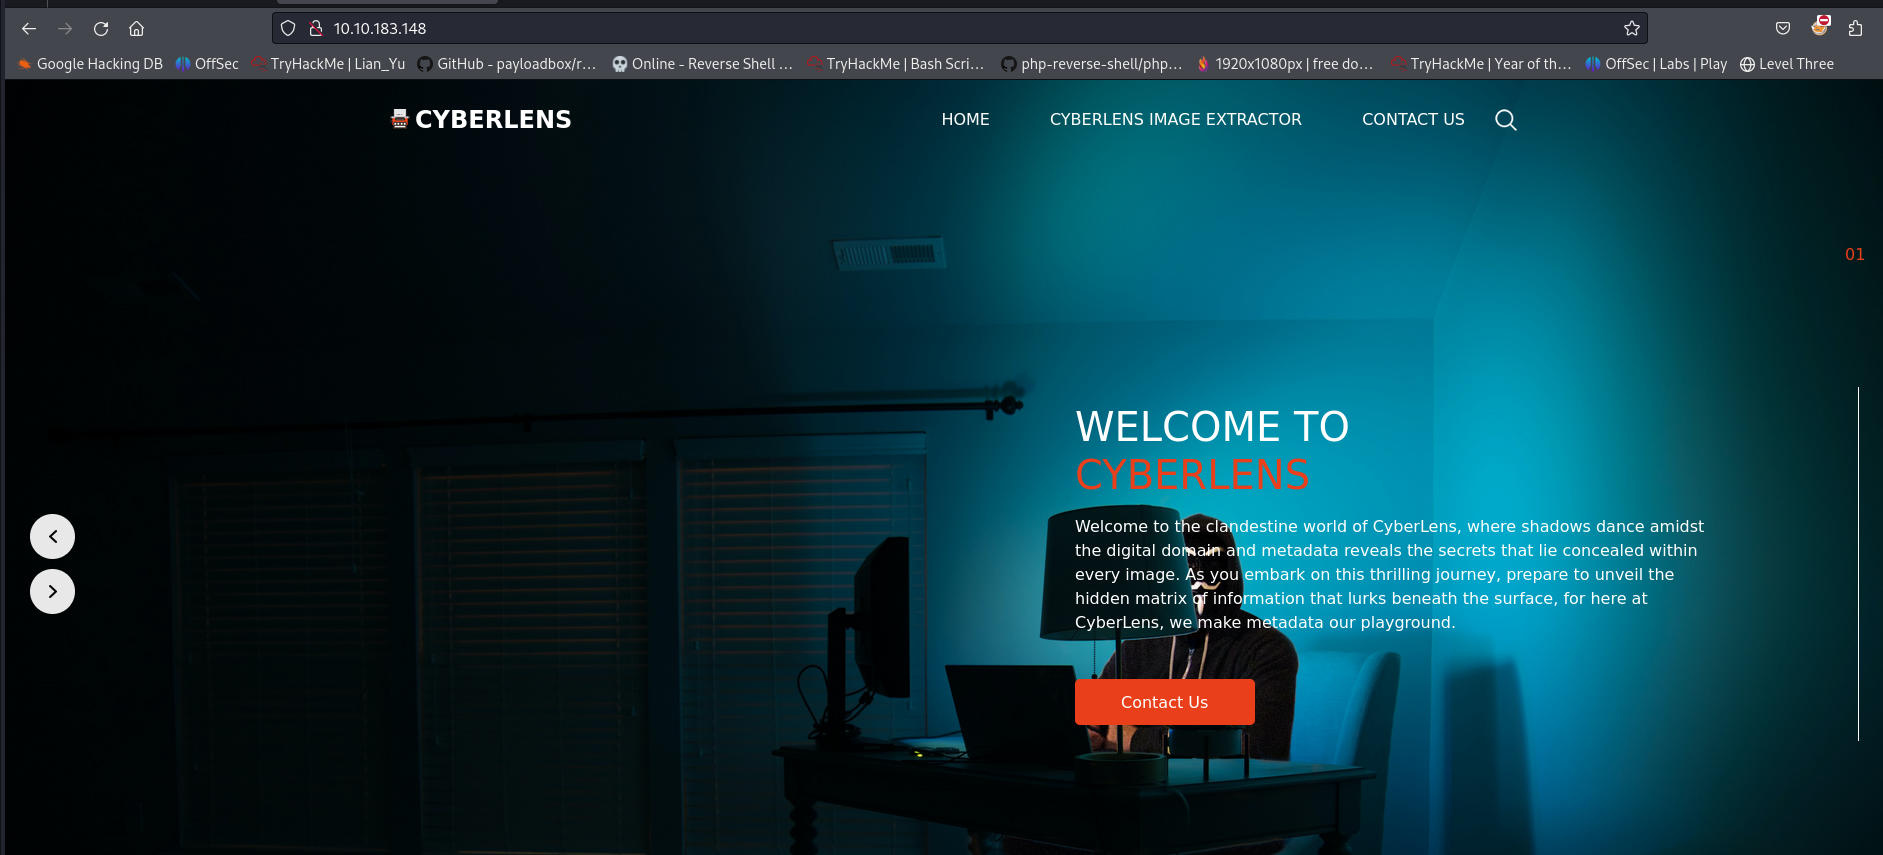 10.10.183.148
Google Hacking DB OffSec TryHackMe | Lian_Yu GitHub - payloadbox/r… Online - Reverse Shell … TryHackMe | Bash Scri… php-reverse-shell/php… 1920x1080px | free do… TryHackMe | Year of th… OffSec | Labs | Play Level Three
CYBERLENS HOME CYBERLENS IMAGE EXTRACTOR CONTACT US
01
WELCOME TO
CYBERLENS
Welcome to the clandestine world of CyberLens, where shadows dance amidst
the digital domain and metadata reveals the secrets that lie concealed within
every image. As you embark on this thrilling journey, prepare to unveil the
hidden matrix of information that lurks beneath the surface, for here at
CyberLens, we make metadata our playground.
Contact Us